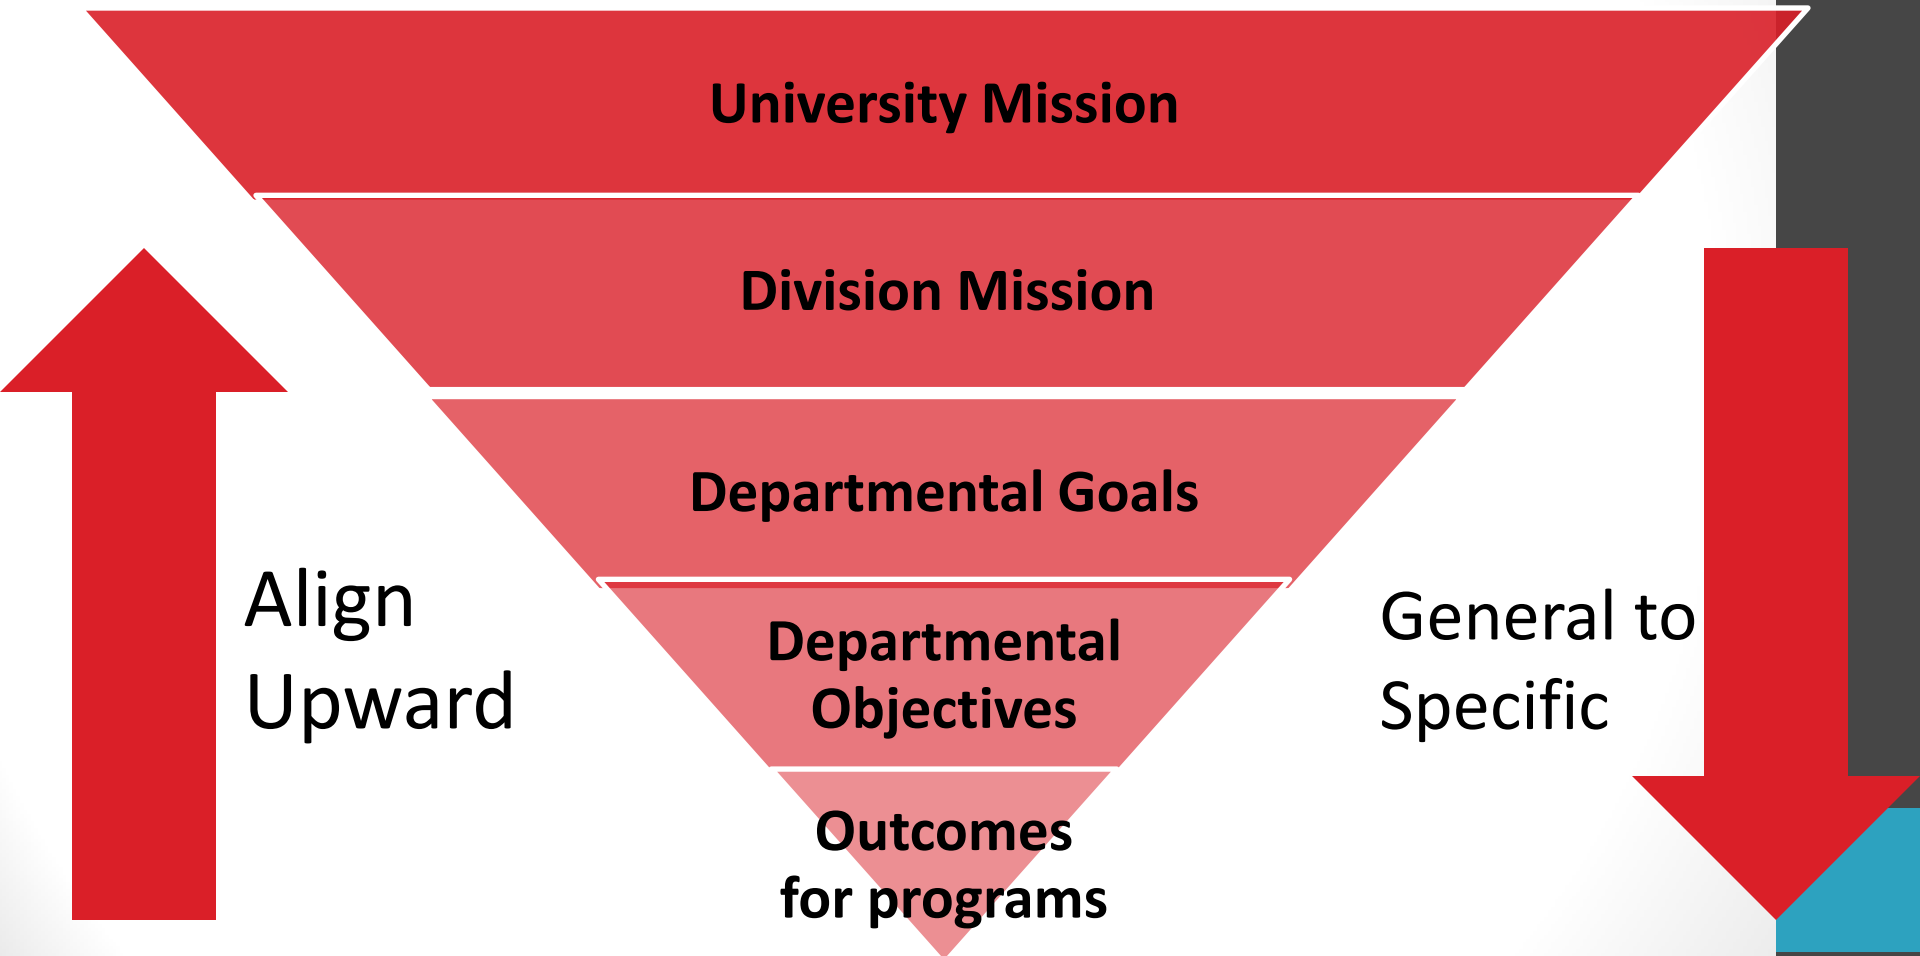 University Mission
Division Mission
Departmental Goals
Departmental
Objectives
Outcomes
for programs
Align
Upward
General to
Specific